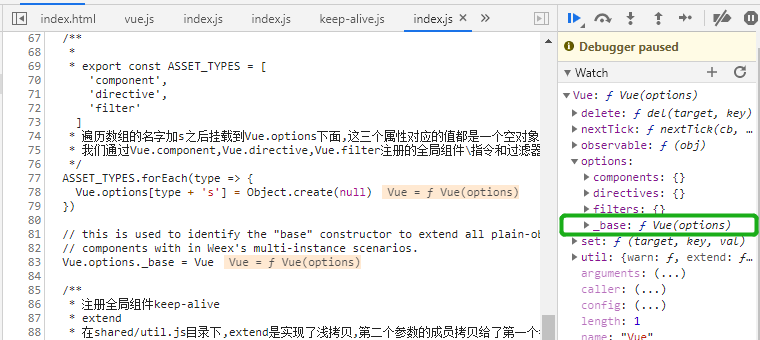 index.html vue.js index.js index.js keep-alive.js index.js
67 /**
68 *
69 * export const ASSET_TYPES = [
70 'component',
71 'directive',
72 'filter'
73 ]
74 * 遍历数组的名字加s之后挂载到Vue.options下面,这三个属性对应的值都是一个空对象
75 * 我们通过Vue.component,Vue.directive,Vue.filter注册的全局组件\指令和过滤器
76 */
77 ASSET_TYPES.forEach(type => {
78 Vue.options[type + 's'] = Object.create(null) Vue = ƒ Vue(options)
79 })
80
81 // this is used to identify the "base" constructor to extend all plain-ob
82 // components with in Weex's multi-instance scenarios.
83 Vue.options._base = Vue Vue = ƒ Vue(options)
84
85 /**
86 * 注册全局组件keep-alive
87 * extend
88 * 在shared/util.js目录下,extend是实现了浅拷贝,第二个参数的成员拷贝给了第一个
Debugger paused
Watch
Vue: ƒ Vue(options)
delete: ƒ del(target, key)
nextTick: ƒ nextTick(cb,
observable: ƒ (obj)
options:
components: {}
directives: {}
filters: {}
_base: ƒ Vue(options)
set: ƒ (target, key, val)
util: {warn: ƒ, extend: ƒ,
arguments: (...)
caller: (...)
config: (...)
length: 1
name: "Vue"